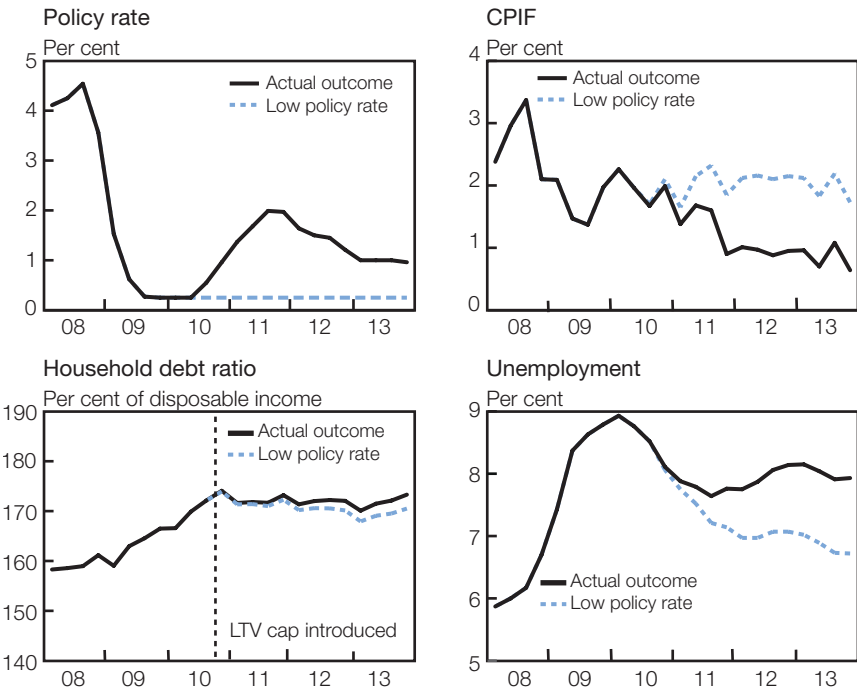 Policy rate
Per cent
5
4
3
2
1
0
Actual outcome
Low policy rate
08 09 10 11 12 13
CPIF
Per cent
4
3
2
1
0
Actual outcome
Low policy rate
08 09 10 11 12 13
Household debt ratio
Per cent of disposable income
190
180
170
160
150
140
Actual outcome
Low policy rate
LTV cap introduced
08 09 10 11 12 13
Unemployment
Per cent
9
8
7
6
5
Actual outcome
Low policy rate
08 09 10 11 12 13